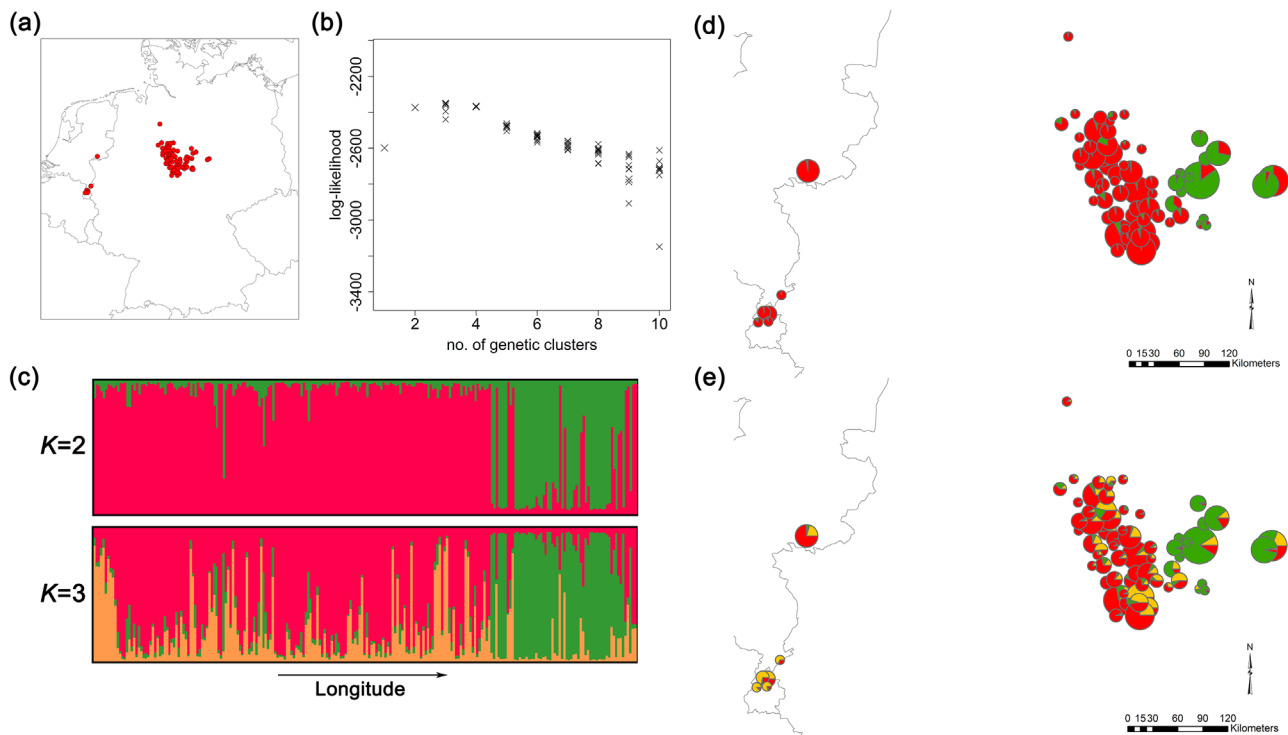 (a)
(b)
-2200
-2600
-3000
-3400
log-likelihood
2
4
6
8
10
no. of genetic clusters
(c)
K=2
K=3
Longitude
(d)
N
0 15 30 60 90 120
Kilometers
(e)
N
0 15 30 60 90 120
Kilometers